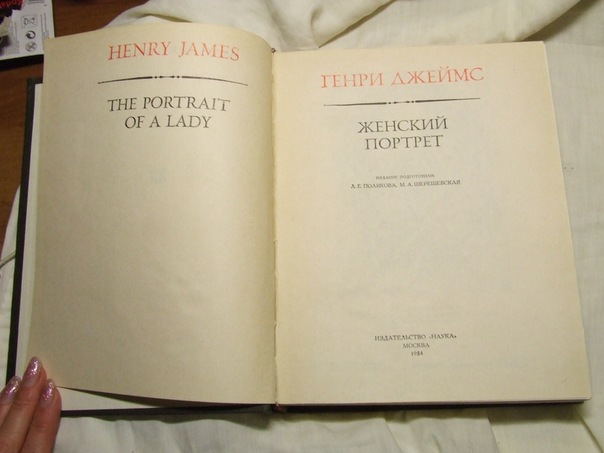 HENRY JAMES
THE PORTRAIT
OF A LADY
ГЕНРИ ДЖЕЙМС
ЖЕНСКИЙ
ПОРТРЕТ
ИЗДАНИЕ ПОДГОТОВИЛИ
Л.Е. ПОЛЯКОВА, М.А. ШЕРЕШЕВСКАЯ
ИЗДАТЕЛЬСТВО «НАУКА»
МОСКВА
1984